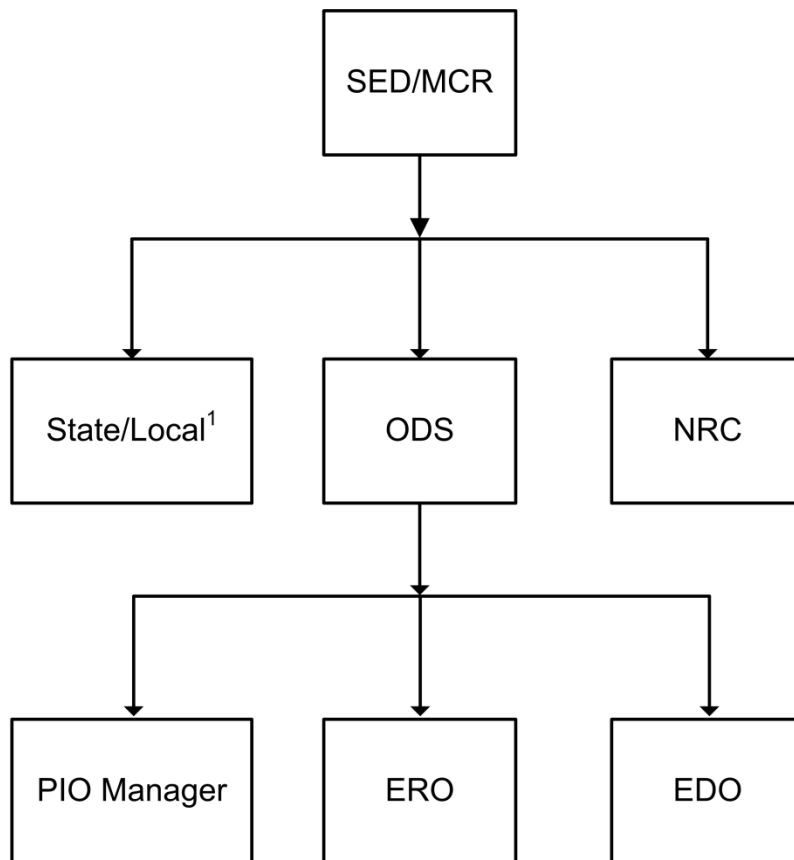 SED/MCR
State/Local¹
ODS
NRC
PIO Manager
ERO
EDO